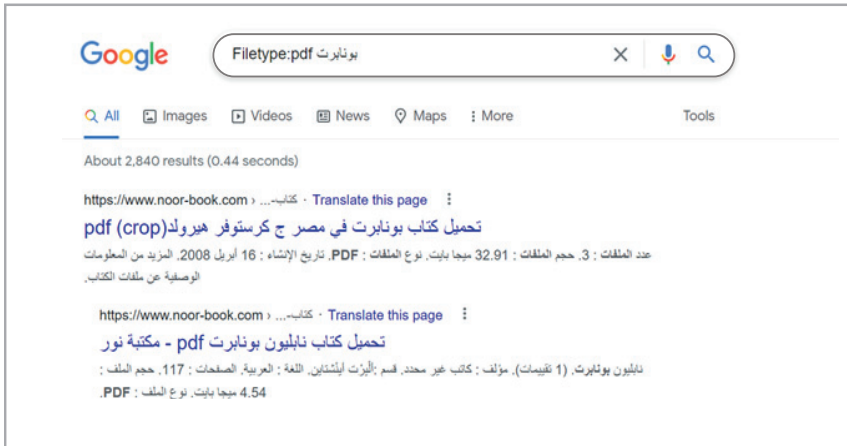 Google
Filetype:pdf بونابرت
All Images Videos News Maps More Tools
About 2,840 results (0.44 seconds)
https://www.noor-book.com › كتاب-... · Translate this page
تحميل كتاب بونابرت في مصر ج كرستوفر هيرولد pdf (crop)
عدد الملفات : 3. حجم الملفات : 32.91 ميجا بايت. نوع الملفات : PDF. تاريخ الإنشاء : 16 أبريل 2008. المزيد من المعلومات
الوصفية عن ملفات الكتاب.
https://www.noor-book.com › كتاب-... · Translate this page
تحميل كتاب نابليون بونابرت pdf - مكتبة نور
نابليون بونابرت. (1 تقييمات). مؤلف : كاتب غير محدد. قسم :ألْبِرْت أينْشتاين. اللغة : العربية. الصفحات : 117. حجم الملف :
4.54 ميجا بايت. نوع الملف : PDF.